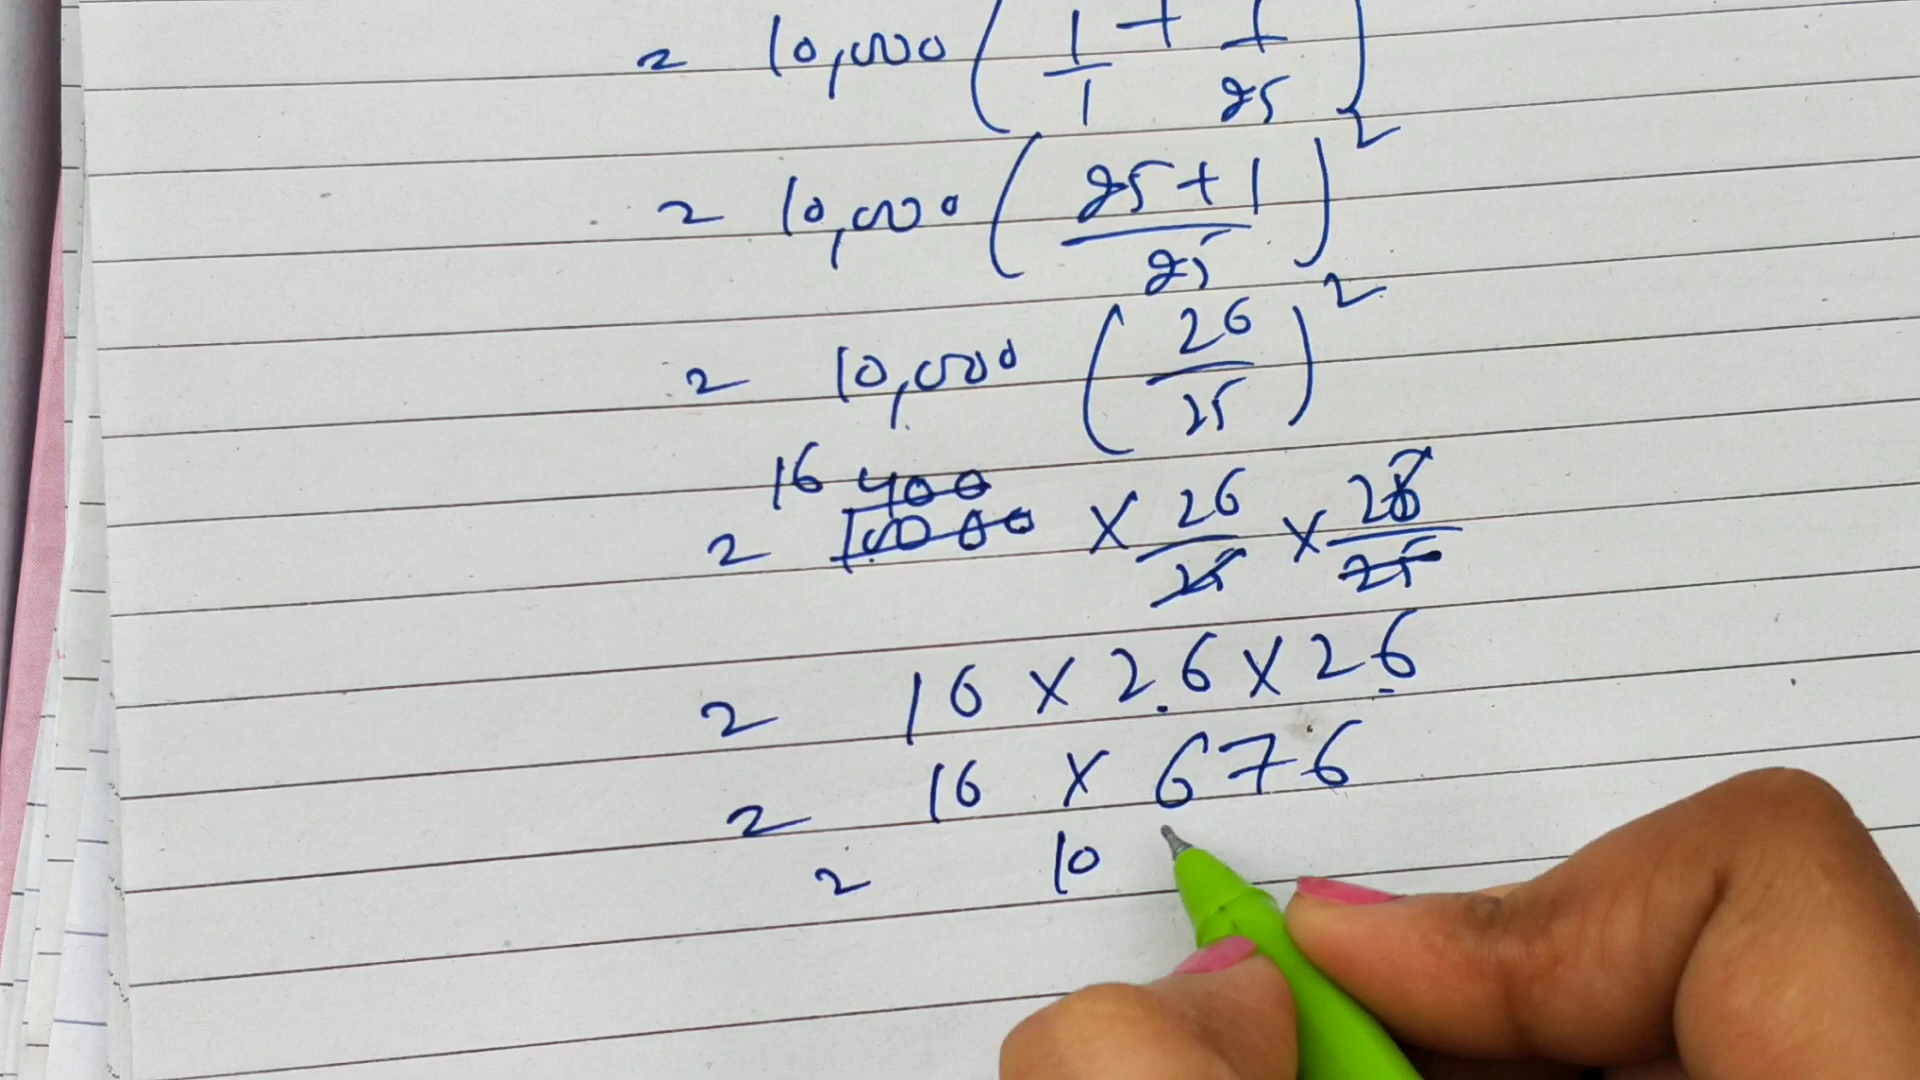 = 10,000 ( 1/1 + 1/25 )²
= 10,000 ( 25+1 / 25 )²
= 10,000 ( 26/25 )²
16 400
= 10000 × 26/25 × 26/25
= 16 × 26 × 26
= 16 × 676
= 10